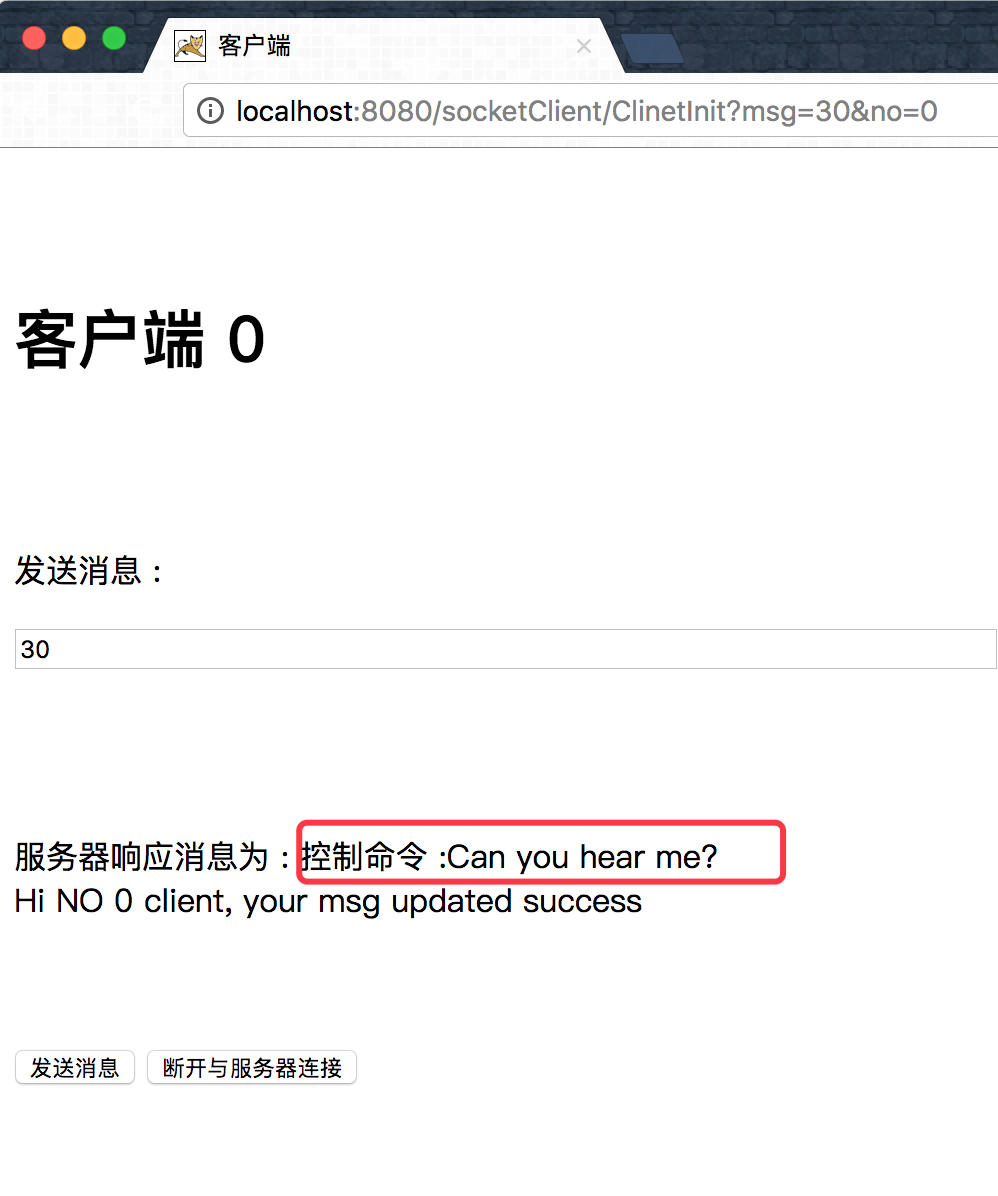 客户端
localhost:8080/socketClient/ClinetInit?msg=30&no=0
客户端 0
发送消息：
30
服务器响应消息为：控制命令 :Can you hear me?
Hi NO 0 client, your msg updated success
发送消息 断开与服务器连接